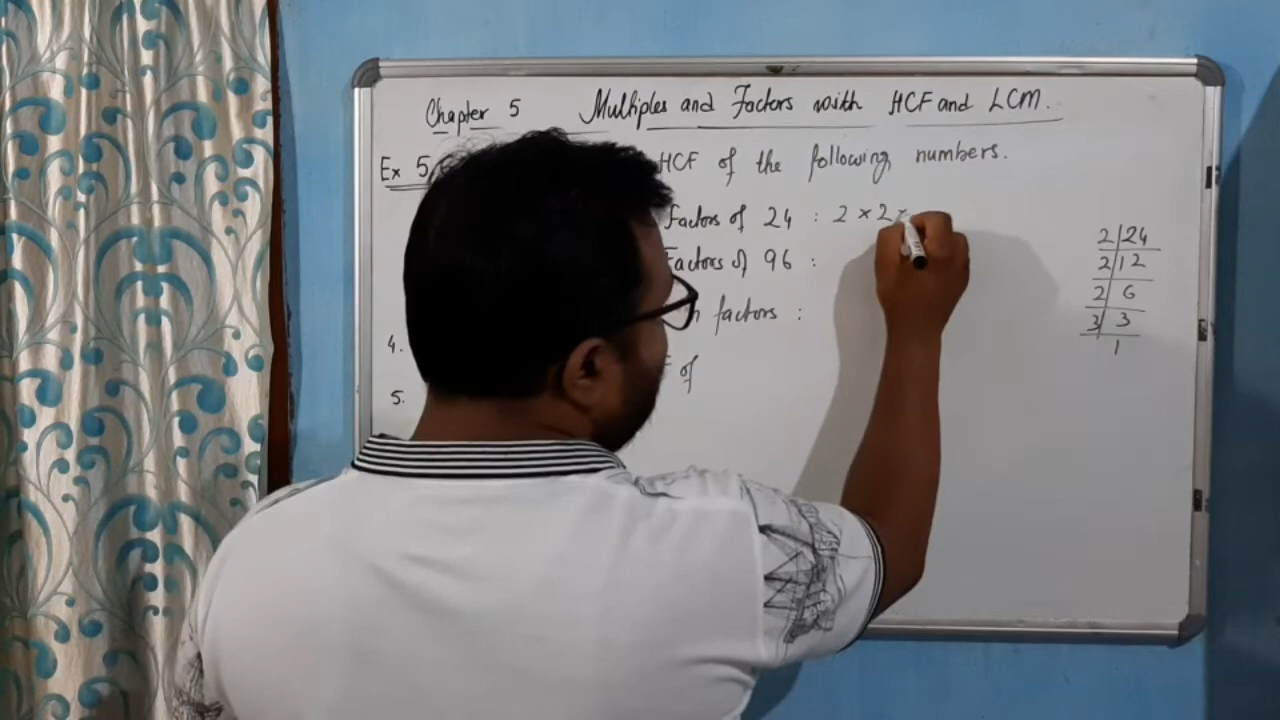 Chapter 5 Multiples and Factors with HCF and LCM.
Ex 5 HCF of the following numbers.
Factors of 24 : 2 × 2 ×
Factors of 96 :
factors :
4.
of
5.
2 24
2 12
2 6
3 3
1